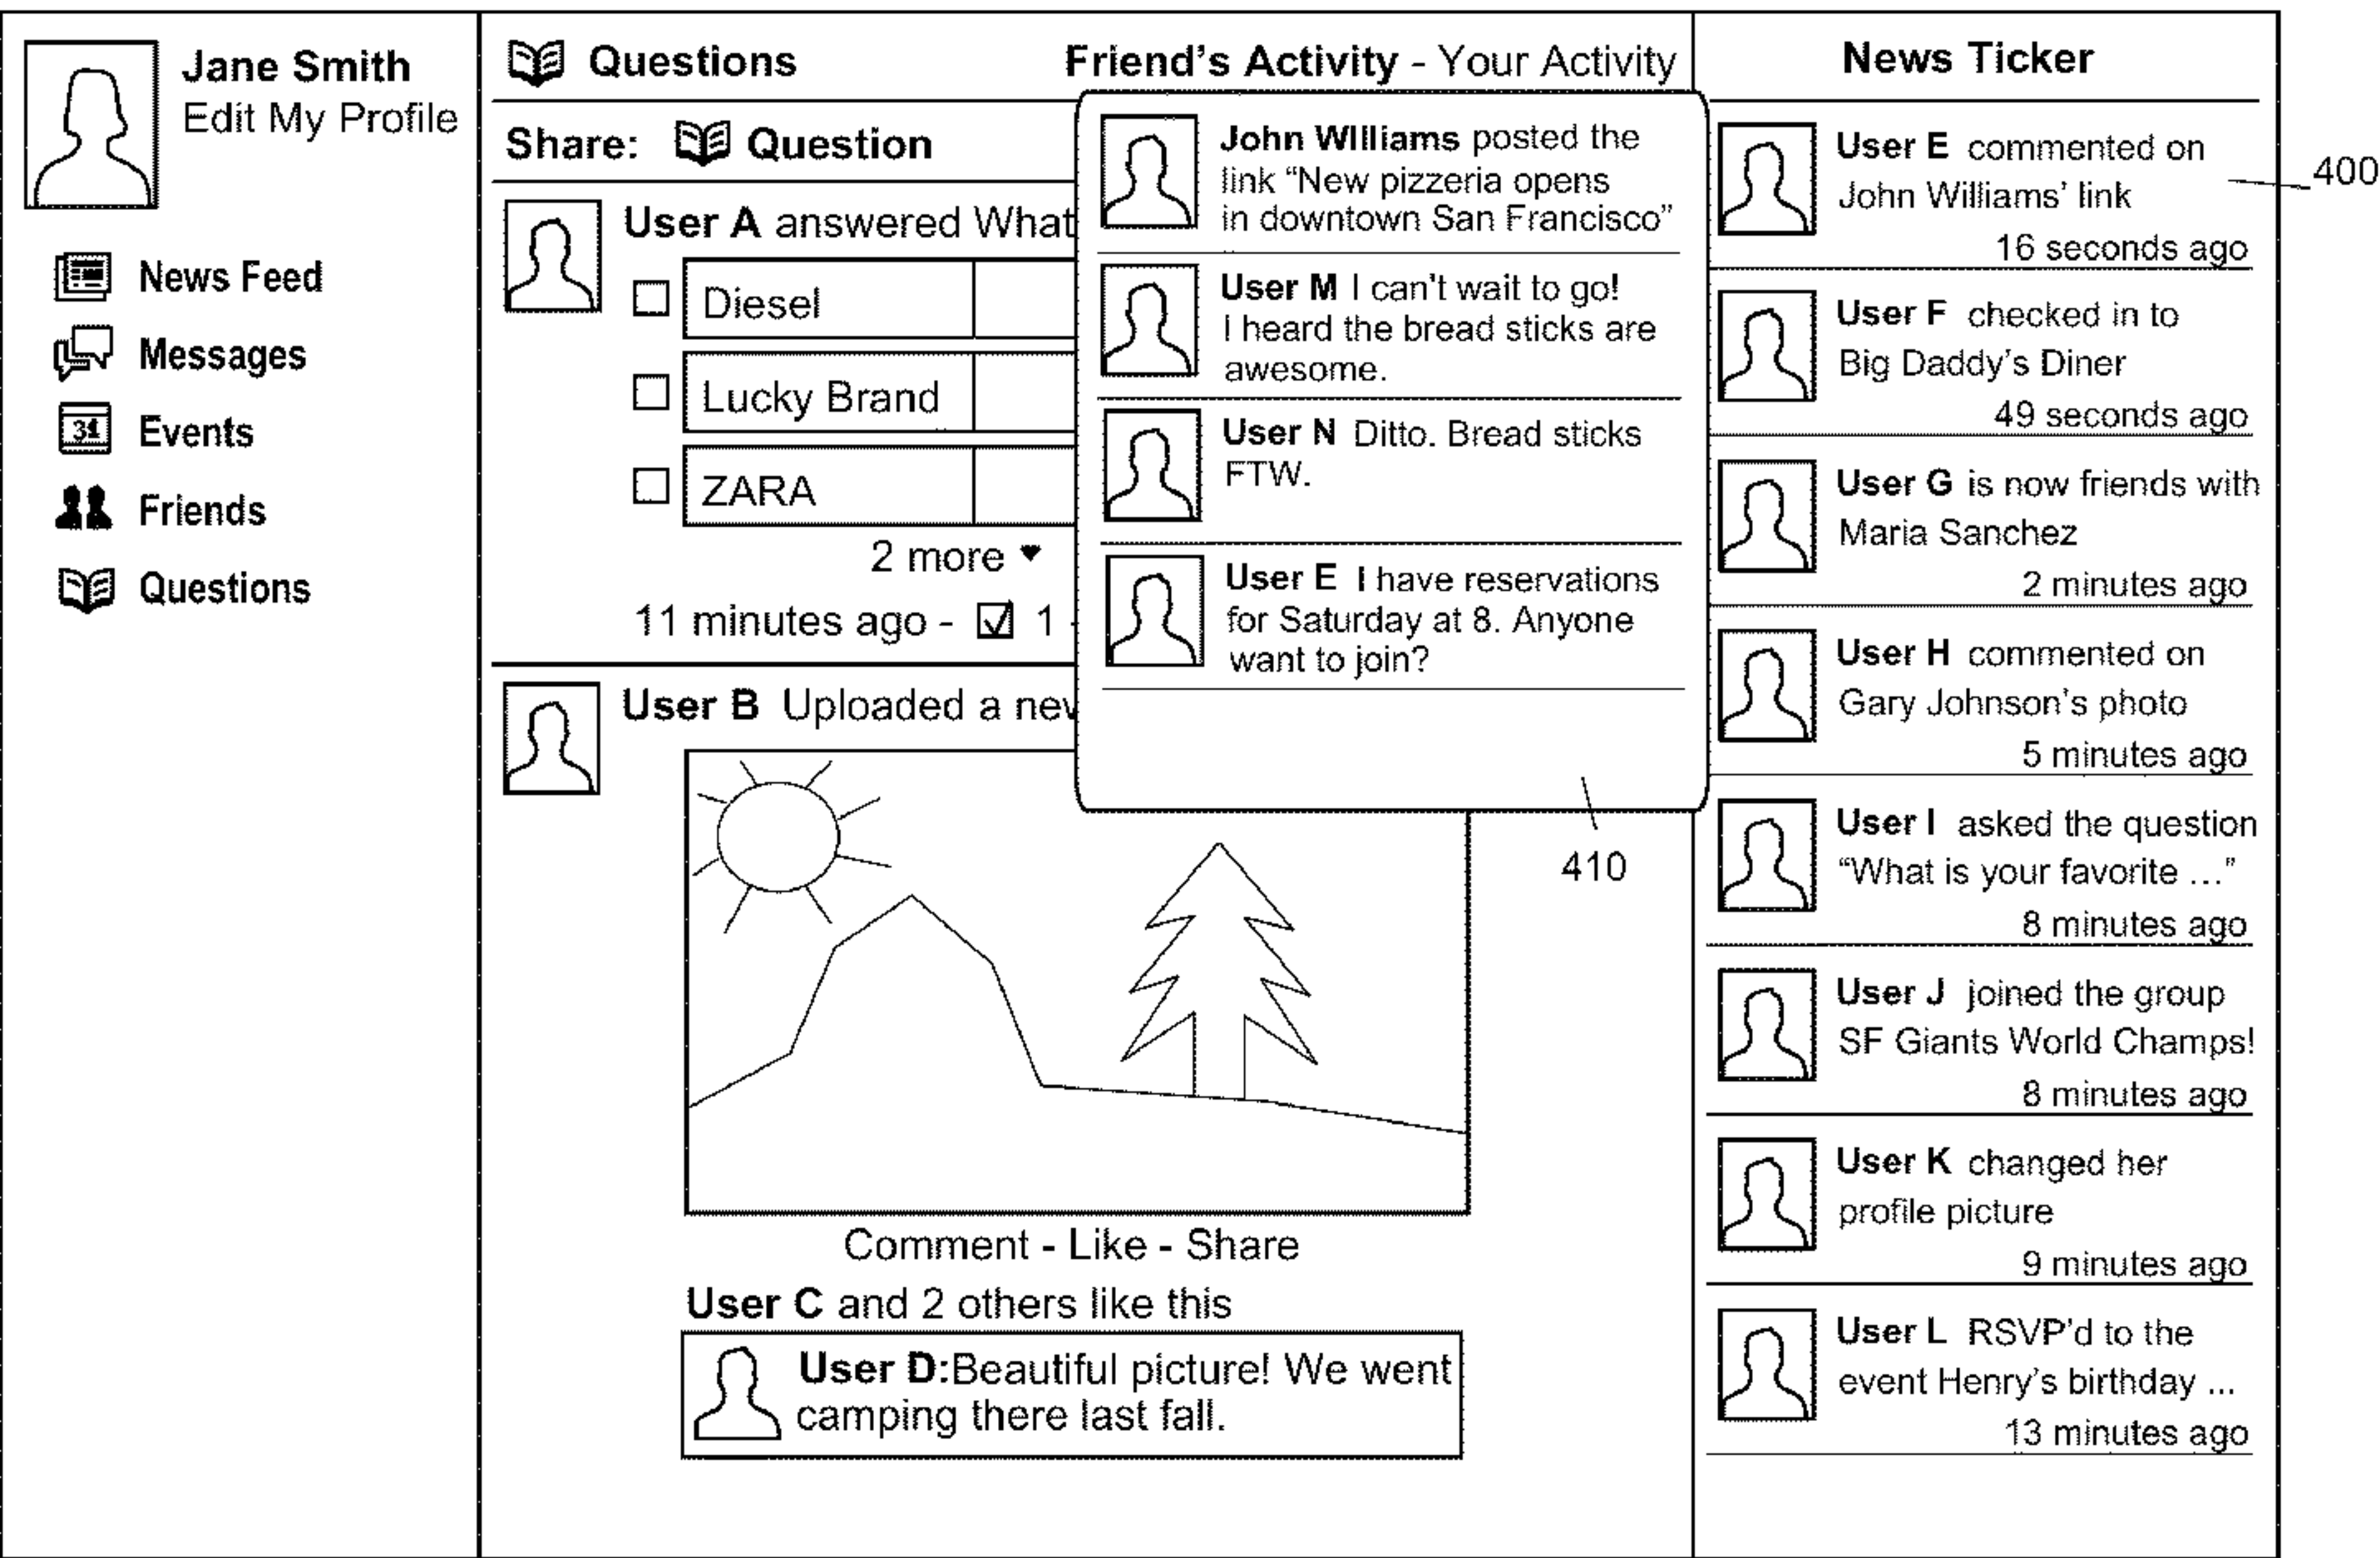 Jane Smith
Edit My Profile
News Feed
Messages
31
Events
Friends
Questions
Questions
Friend's Activity - Your Activity
Share: Question
User A answered What
Diesel
Lucky Brand
ZARA
2 more
11 minutes ago - 1 -
User B Uploaded a new
Comment - Like - Share
User C and 2 others like this
User D:Beautiful picture! We went
camping there last fall.
John WIlliams posted the
link “New pizzeria opens
in downtown San Francisco”
User M I can't wait to go!
I heard the bread sticks are
awesome.
User N Ditto. Bread sticks
FTW.
User E I have reservations
for Saturday at 8. Anyone
want to join?
410
News Ticker
User E commented on
John Williams’ link
16 seconds ago
400
User F checked in to
Big Daddy’s Diner
49 seconds ago
User G is now friends with
Maria Sanchez
2 minutes ago
User H commented on
Gary Johnson’s photo
5 minutes ago
User I asked the question
“What is your favorite ...”
8 minutes ago
User J joined the group
SF Giants World Champs!
8 minutes ago
User K changed her
profile picture
9 minutes ago
User L RSVP’d to the
event Henry’s birthday ...
13 minutes ago